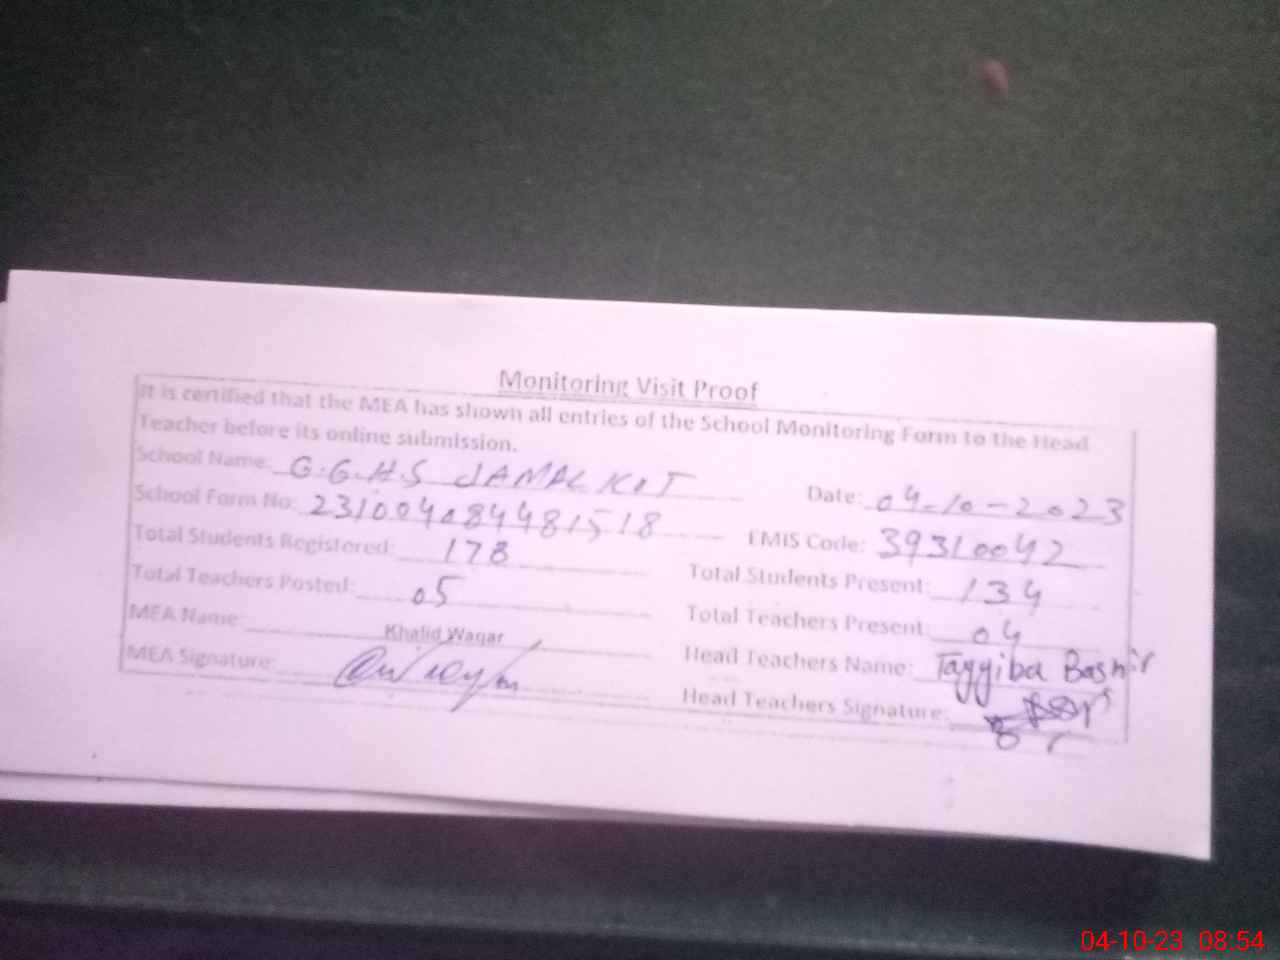 Monitoring Visit Proof
It is certified that the MEA has shown all entries of the School Monitoring Form to the Head
Teacher before its online submission.
School Name: G.G.H.S JAMAL KOT Date: 04-10-2023
School Form No: 231004084481518 EMIS Code: 39310042
Total Students Registered: 178 Total Students Present: 134
Total Teachers Posted: 05 Total Teachers Present: 04
MEA Name: Khalid Waqar Head Teachers Name: Tayyiba Bashir
MEA Signature: Head Teachers Signature:
04-10-23 08:54